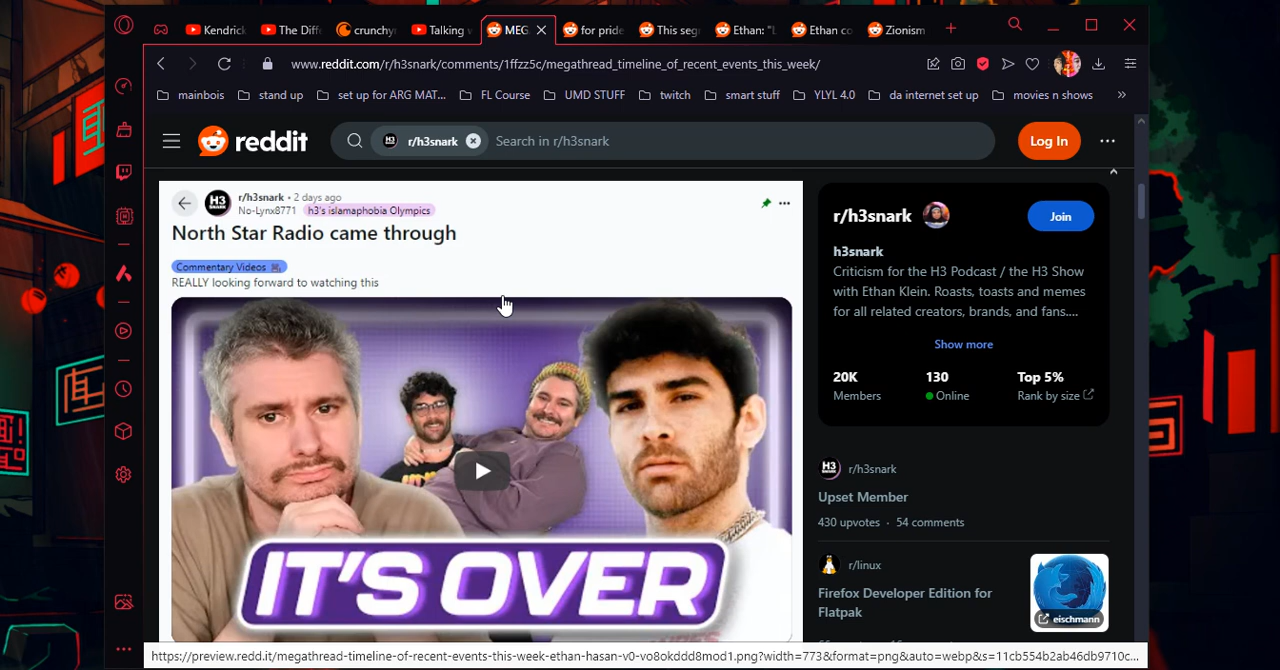 Kendrick
The Diff
crunchy
Talking w
MEG
for pride
This seg
Ethan: "L
Ethan co
Zionism
www.reddit.com/r/h3snark/comments/1ffzz5c/megathread_timeline_of_recent_events_this_week/
mainbois
stand up
set up for ARG MAT...
FL Course
UMD STUFF
twitch
smart stuff
YLYL 4.0
da internet set up
movies n shows
reddit
r/h3snark
Search in r/h3snark
Log In
r/h3snark • 2 days ago
No-Lynx8771 h3's islamaphobia Olympics
North Star Radio came through
Commentary Videos
REALLY looking forward to watching this
IT'S OVER
r/h3snark
Join
h3snark
Criticism for the H3 Podcast / the H3 Show
with Ethan Klein. Roasts, toasts and memes
for all related creators, brands, and fans....
Show more
20K 130 Top 5%
Members Online Rank by size
H3 SNARK r/h3snark
Upset Member
430 upvotes · 54 comments
r/linux
Firefox Developer Edition for
Flatpak
eischmann
https://preview.redd.it/megathread-timeline-of-recent-events-this-week-ethan-hasan-v0-vo8okddd8mod1.png?width=773&format=png&auto=webp&s=11cb554b2ab46db9710c...